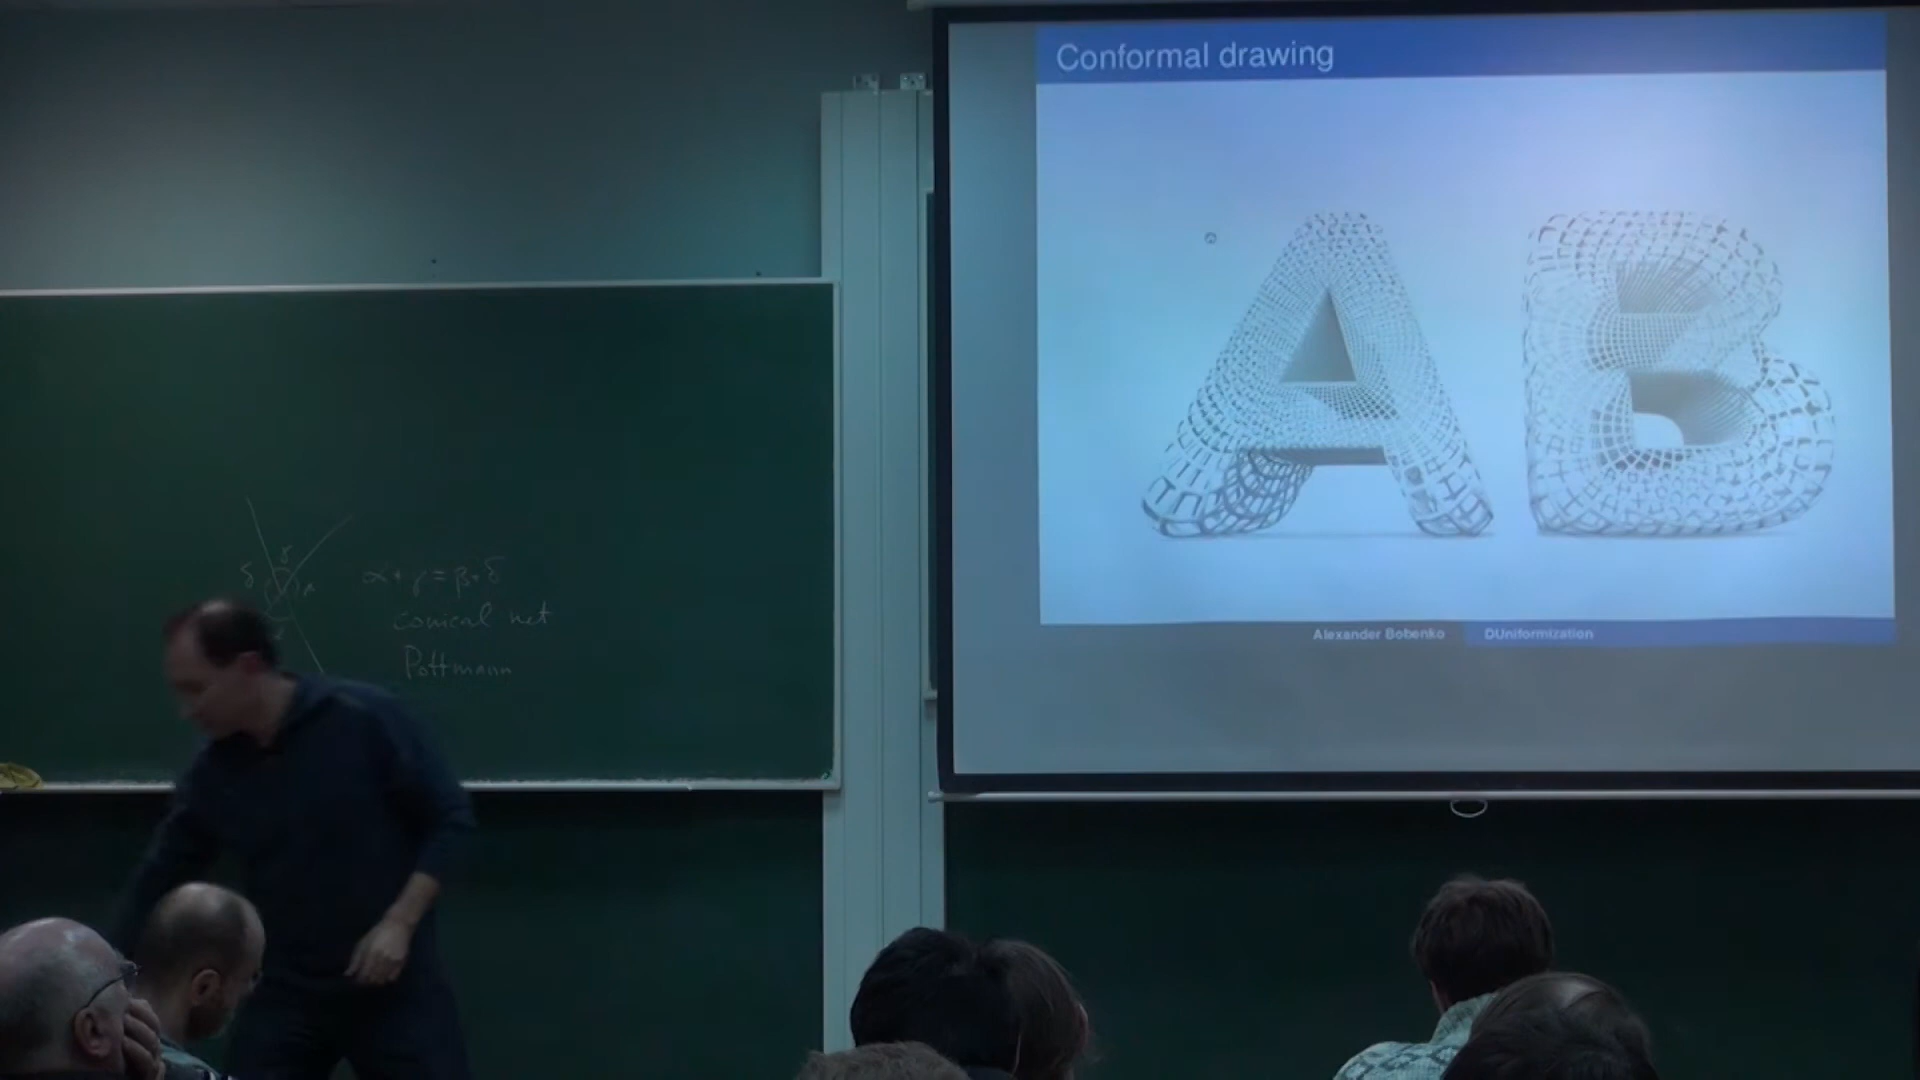 Conformal drawing
A B
Alexander Bobenko DUniformization
γ
δ
α + γ = β + δ
conical net
Pottmann